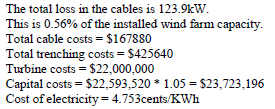 The total loss in the cables is 123.9kW.
This is 0.56% of the installed wind farm capacity.
Total cable costs = $167880
Total trenching costs = $425640
Turbine costs = $22,000,000
Capital costs = $22,593,520 * 1.05 = $23,723,196
Cost of electricity = 4.753cents/KWh